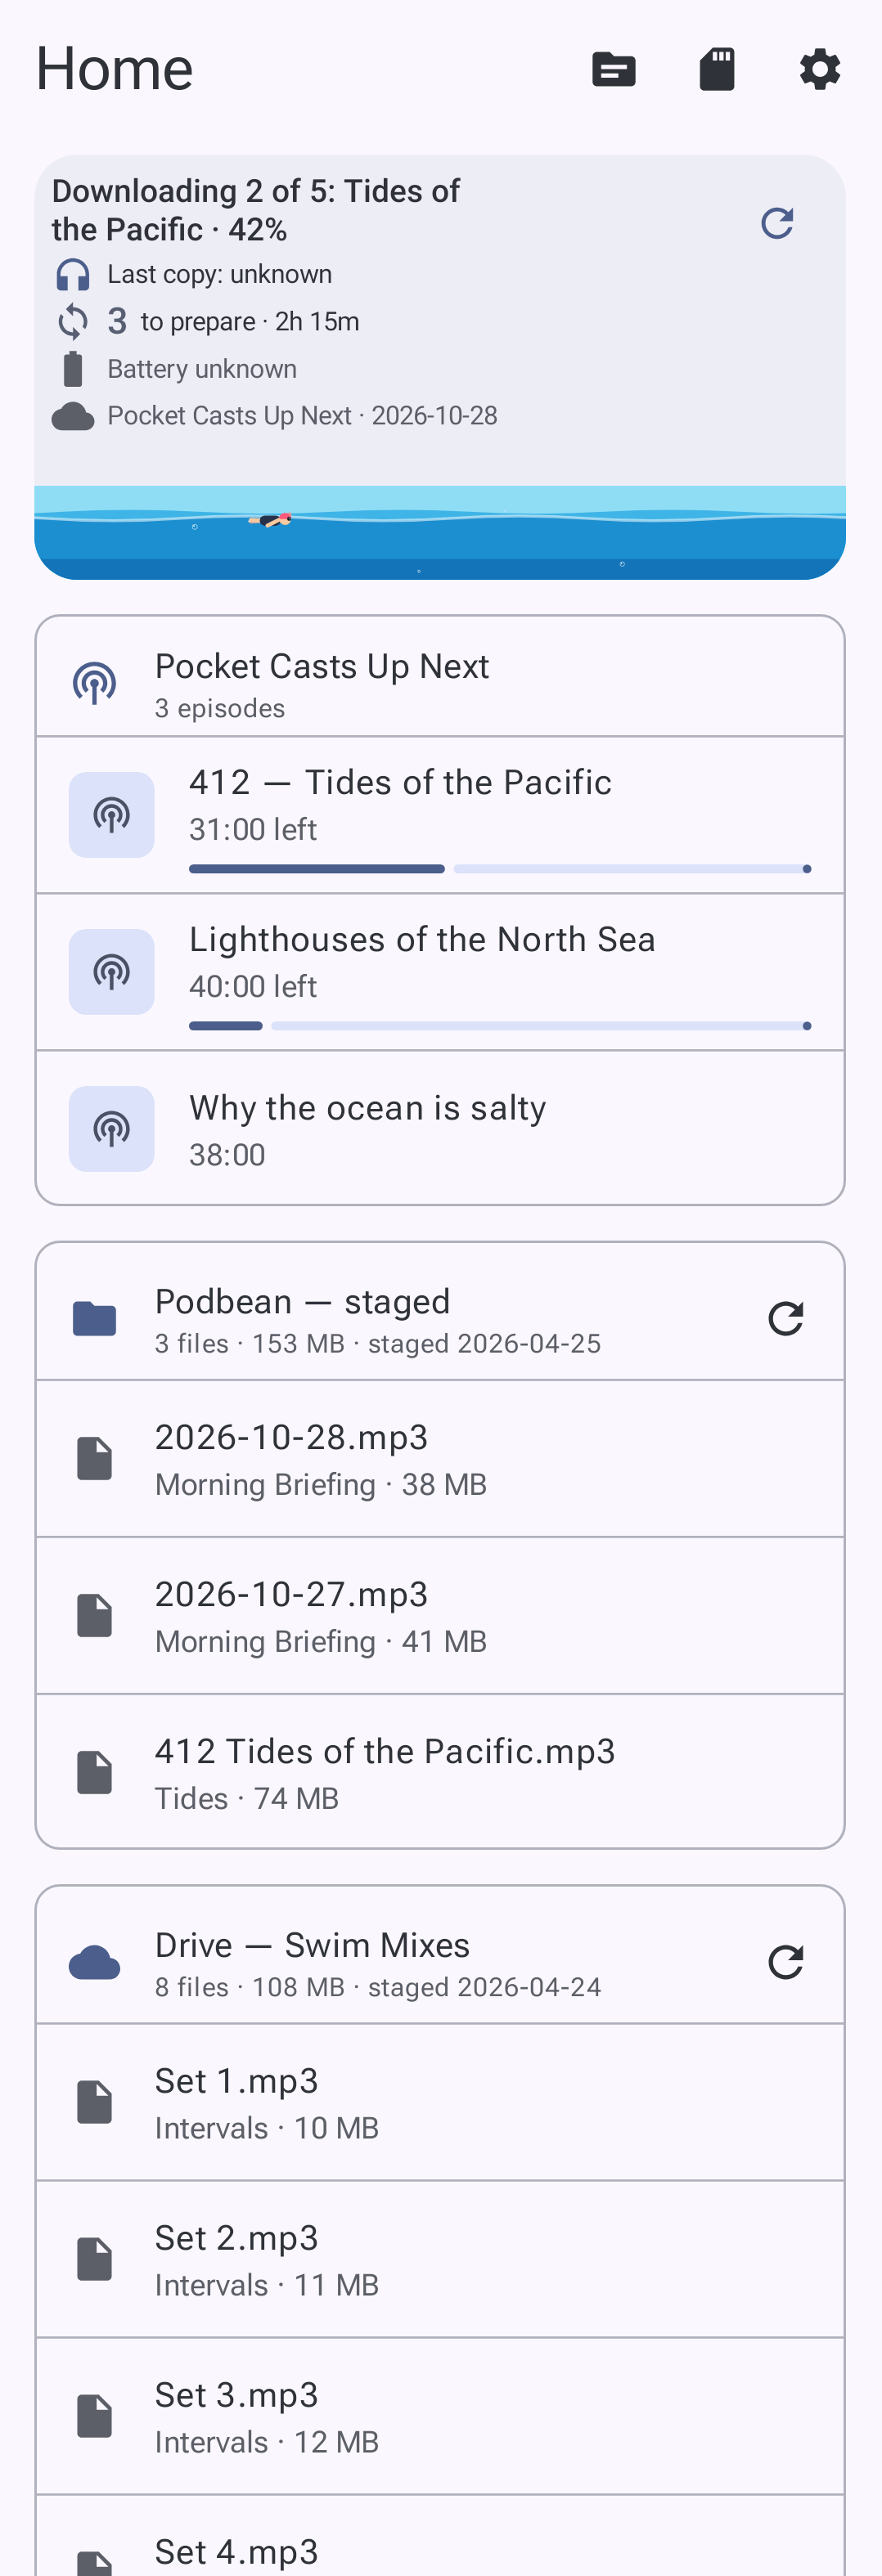 Home
Downloading 2 of 5: Tides of
the Pacific · 42%
Last copy: unknown
3 to prepare · 2h 15m
Battery unknown
Pocket Casts Up Next · 2026-10-28
Pocket Casts Up Next
3 episodes
412 — Tides of the Pacific
31:00 left
Lighthouses of the North Sea
40:00 left
Why the ocean is salty
38:00
Podbean — staged
3 files · 153 MB · staged 2026-04-25
2026-10-28.mp3
Morning Briefing · 38 MB
2026-10-27.mp3
Morning Briefing · 41 MB
412 Tides of the Pacific.mp3
Tides · 74 MB
Drive — Swim Mixes
8 files · 108 MB · staged 2026-04-24
Set 1.mp3
Intervals · 10 MB
Set 2.mp3
Intervals · 11 MB
Set 3.mp3
Intervals · 12 MB
Set 4.mp3